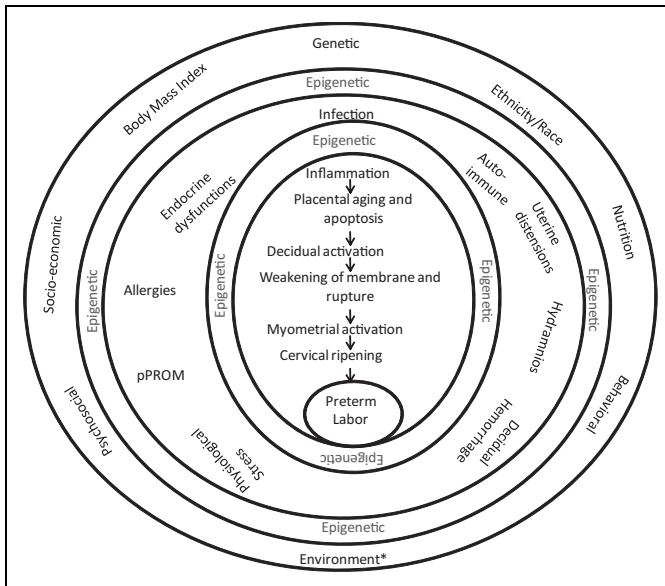 Genetic
Ethnicity/Race
Nutrition
Behavioral
Environment*
Psychosocial
Socio-economic
Body Mass Index
Epigenetic
Epigenetic
Epigenetic
Epigenetic
Infection
Auto-
immune
Uterine
distensions
Hydramnios
Decidual
Hemorrhage
Physiological
Stress
pPROM
Allergies
Endocrine
dysfunctions
Epigenetic
Epigenetic
Epigenetic
Epigenetic
Inflammation
Placental aging and
apoptosis
Decidual activation
Weakening of membrane and
rupture
Myometrial activation
Cervical ripening
Preterm
Labor